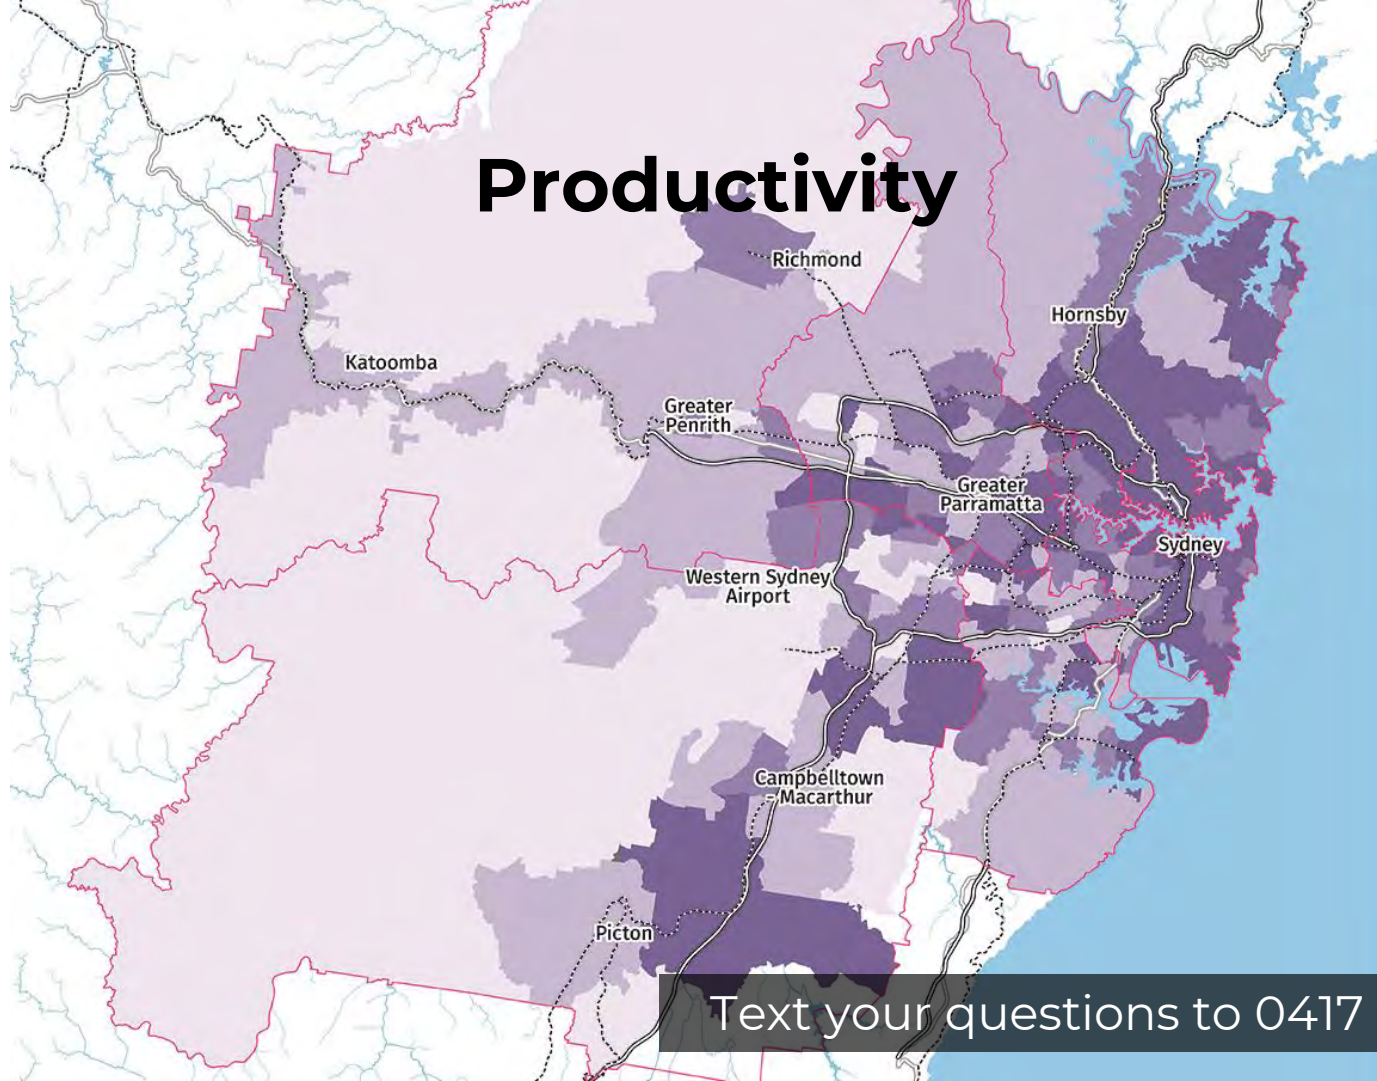 Productivity
Richmond
Hornsby
Katoomba
Greater
Penrith
Greater
Parramatta
Sydney
Western Sydney
Airport
Campbelltown
- Macarthur
Picton
Text your questions to 0417